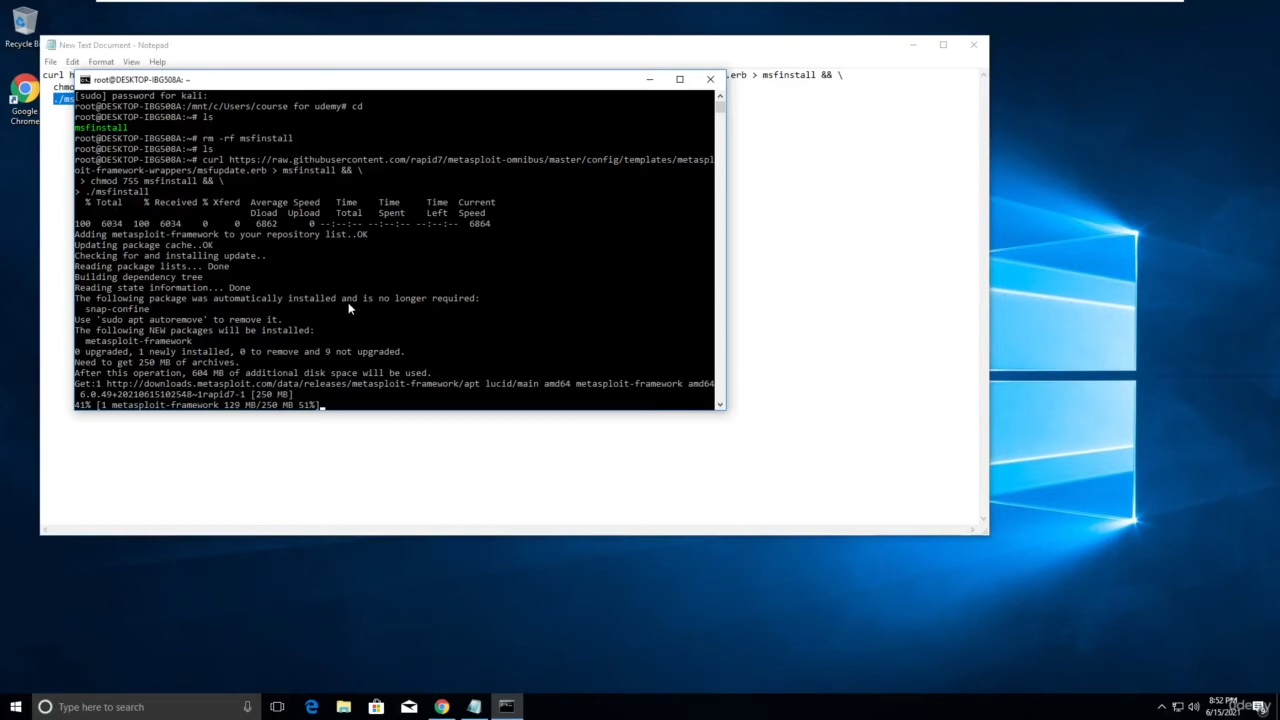 Recycle B
Google
Chrome
New Text Document - Notepad
File Edit Format View Help
curl h
.erb > msfinstall && \
chmo
./ms
root@DESKTOP-IBG508A: ~
[sudo] password for kali:
root@DESKTOP-IBG508A:/mnt/c/Users/course for udemy# cd
root@DESKTOP-IBG508A:~# ls
msfinstall
root@DESKTOP-IBG508A:~# rm -rf msfinstall
root@DESKTOP-IBG508A:~# ls
root@DESKTOP-IBG508A:~# curl https://raw.githubusercontent.com/rapid7/metasploit-omnibus/master/config/templates/metaspl
oit-framework-wrappers/msfupdate.erb > msfinstall && \
> chmod 755 msfinstall && \
> ./msfinstall
% Total % Received % Xferd Average Speed Time Time Time Current
Dload Upload Total Spent Left Speed
100 6034 100 6034 0 0 6862 0 --:--:-- --:--:-- --:--:-- 6864
Adding metasploit-framework to your repository list..OK
Updating package cache..OK
Checking for and installing update..
Reading package lists... Done
Building dependency tree
Reading state information... Done
The following package was automatically installed and is no longer required:
snap-confine
Use 'sudo apt autoremove' to remove it.
The following NEW packages will be installed:
metasploit-framework
0 upgraded, 1 newly installed, 0 to remove and 9 not upgraded.
Need to get 250 MB of archives.
After this operation, 604 MB of additional disk space will be used.
Get:1 http://downloads.metasploit.com/data/releases/metasploit-framework/apt lucid/main amd64 metasploit-framework amd64
6.0.49+20210615102548~1rapid7-1 [250 MB]
41% [1 metasploit-framework 129 MB/250 MB 51%]
Type here to search
8:52 PM
6/15/2021
udemy